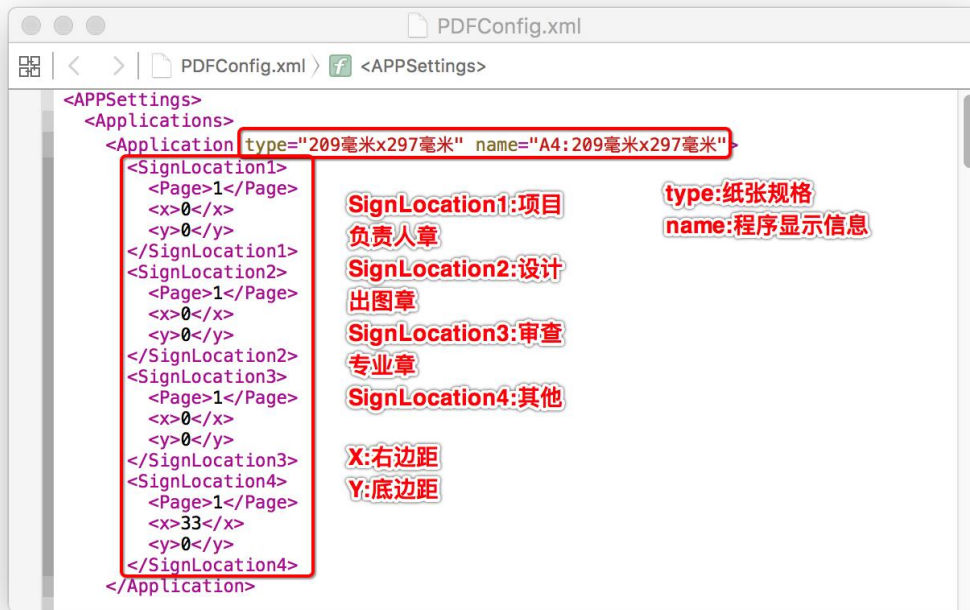 PDFConfig.xml
PDFConfig.xml 〉 f <APPSettings>
<APPSettings>
<Applications>
<Application type="209毫米x297毫米" name="A4:209毫米x297毫米">
<SignLocation1>
<Page>1</Page>
<x>0</x>
<y>0</y>
</SignLocation1>
<SignLocation2>
<Page>1</Page>
<x>0</x>
<y>0</y>
</SignLocation2>
<SignLocation3>
<Page>1</Page>
<x>0</x>
<y>0</y>
</SignLocation3>
<SignLocation4>
<Page>1</Page>
<x>33</x>
<y>0</y>
</SignLocation4>
</Application>
SignLocation1:项目
负责人章
SignLocation2:设计
出图章
SignLocation3:审查
专业章
SignLocation4:其他
X:右边距
Y:底边距
type:纸张规格
name:程序显示信息